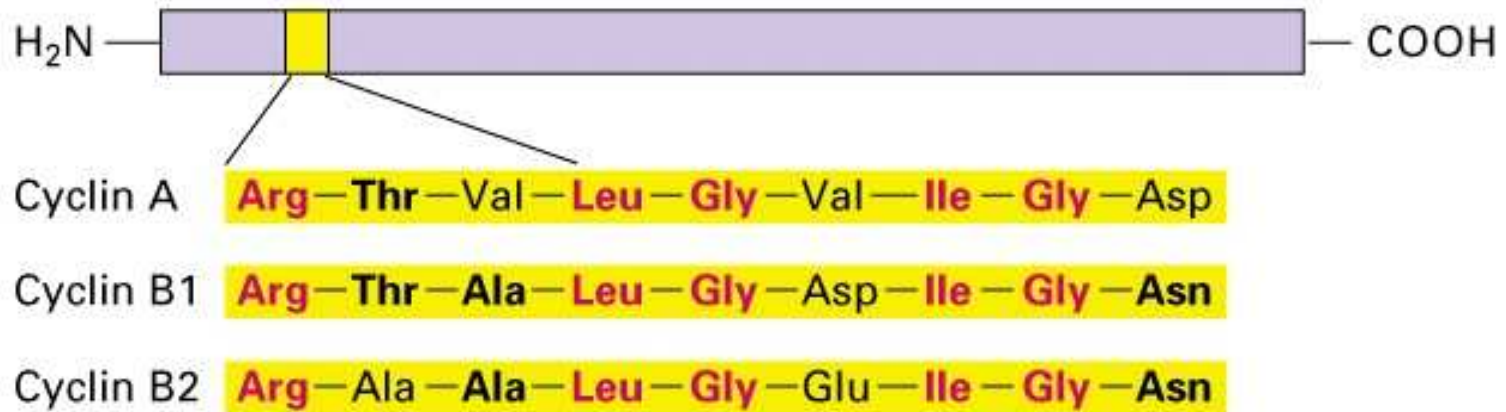 H₂N — — COOH
Cyclin A Arg—Thr—Val—Leu—Gly—Val—Ile—Gly—Asp
Cyclin B1 Arg—Thr—Ala—Leu—Gly—Asp—Ile—Gly—Asn
Cyclin B2 Arg—Ala—Ala—Leu—Gly—Glu—Ile—Gly—Asn